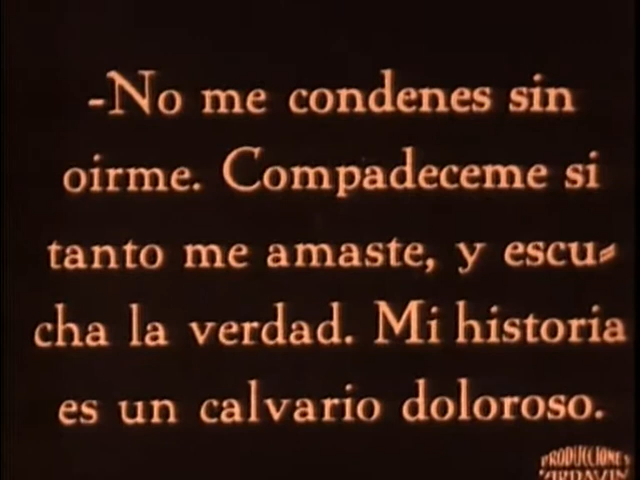 -No me condenes sin
oirme. Compadeceme si
tanto me amaste, y escu-
cha la verdad. Mi historia
es un calvario doloroso.
PRODUCCIONES